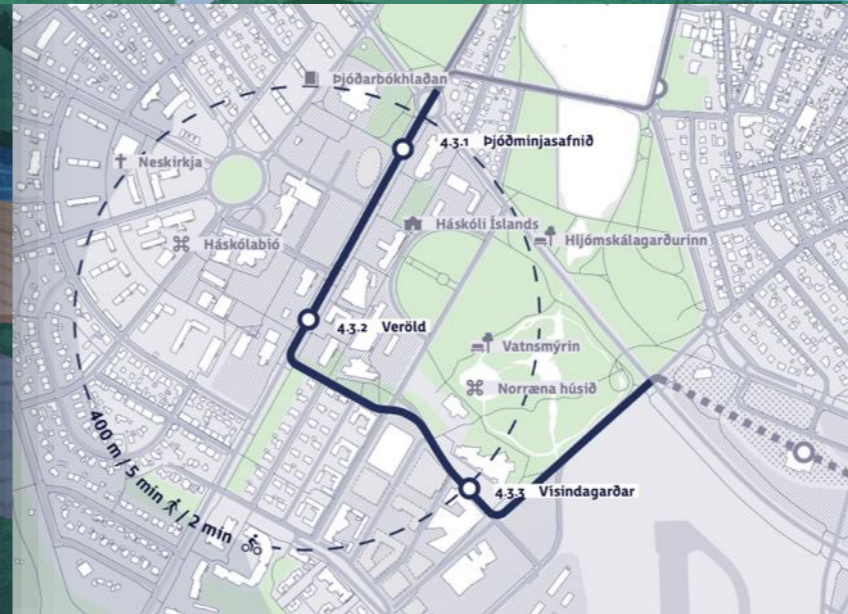 Þjóðarbókhlaðan
4.3.1 Þjóðminjasafnið
Neskirkja
Háskóli Íslands
Hljómskálagarðurinn
Háskólabíó
4.3.2 Veröld
Vatnsmýrin
Norræna húsið
400 m / 5 min / 2 min
4.3.3 Vísindagarðar